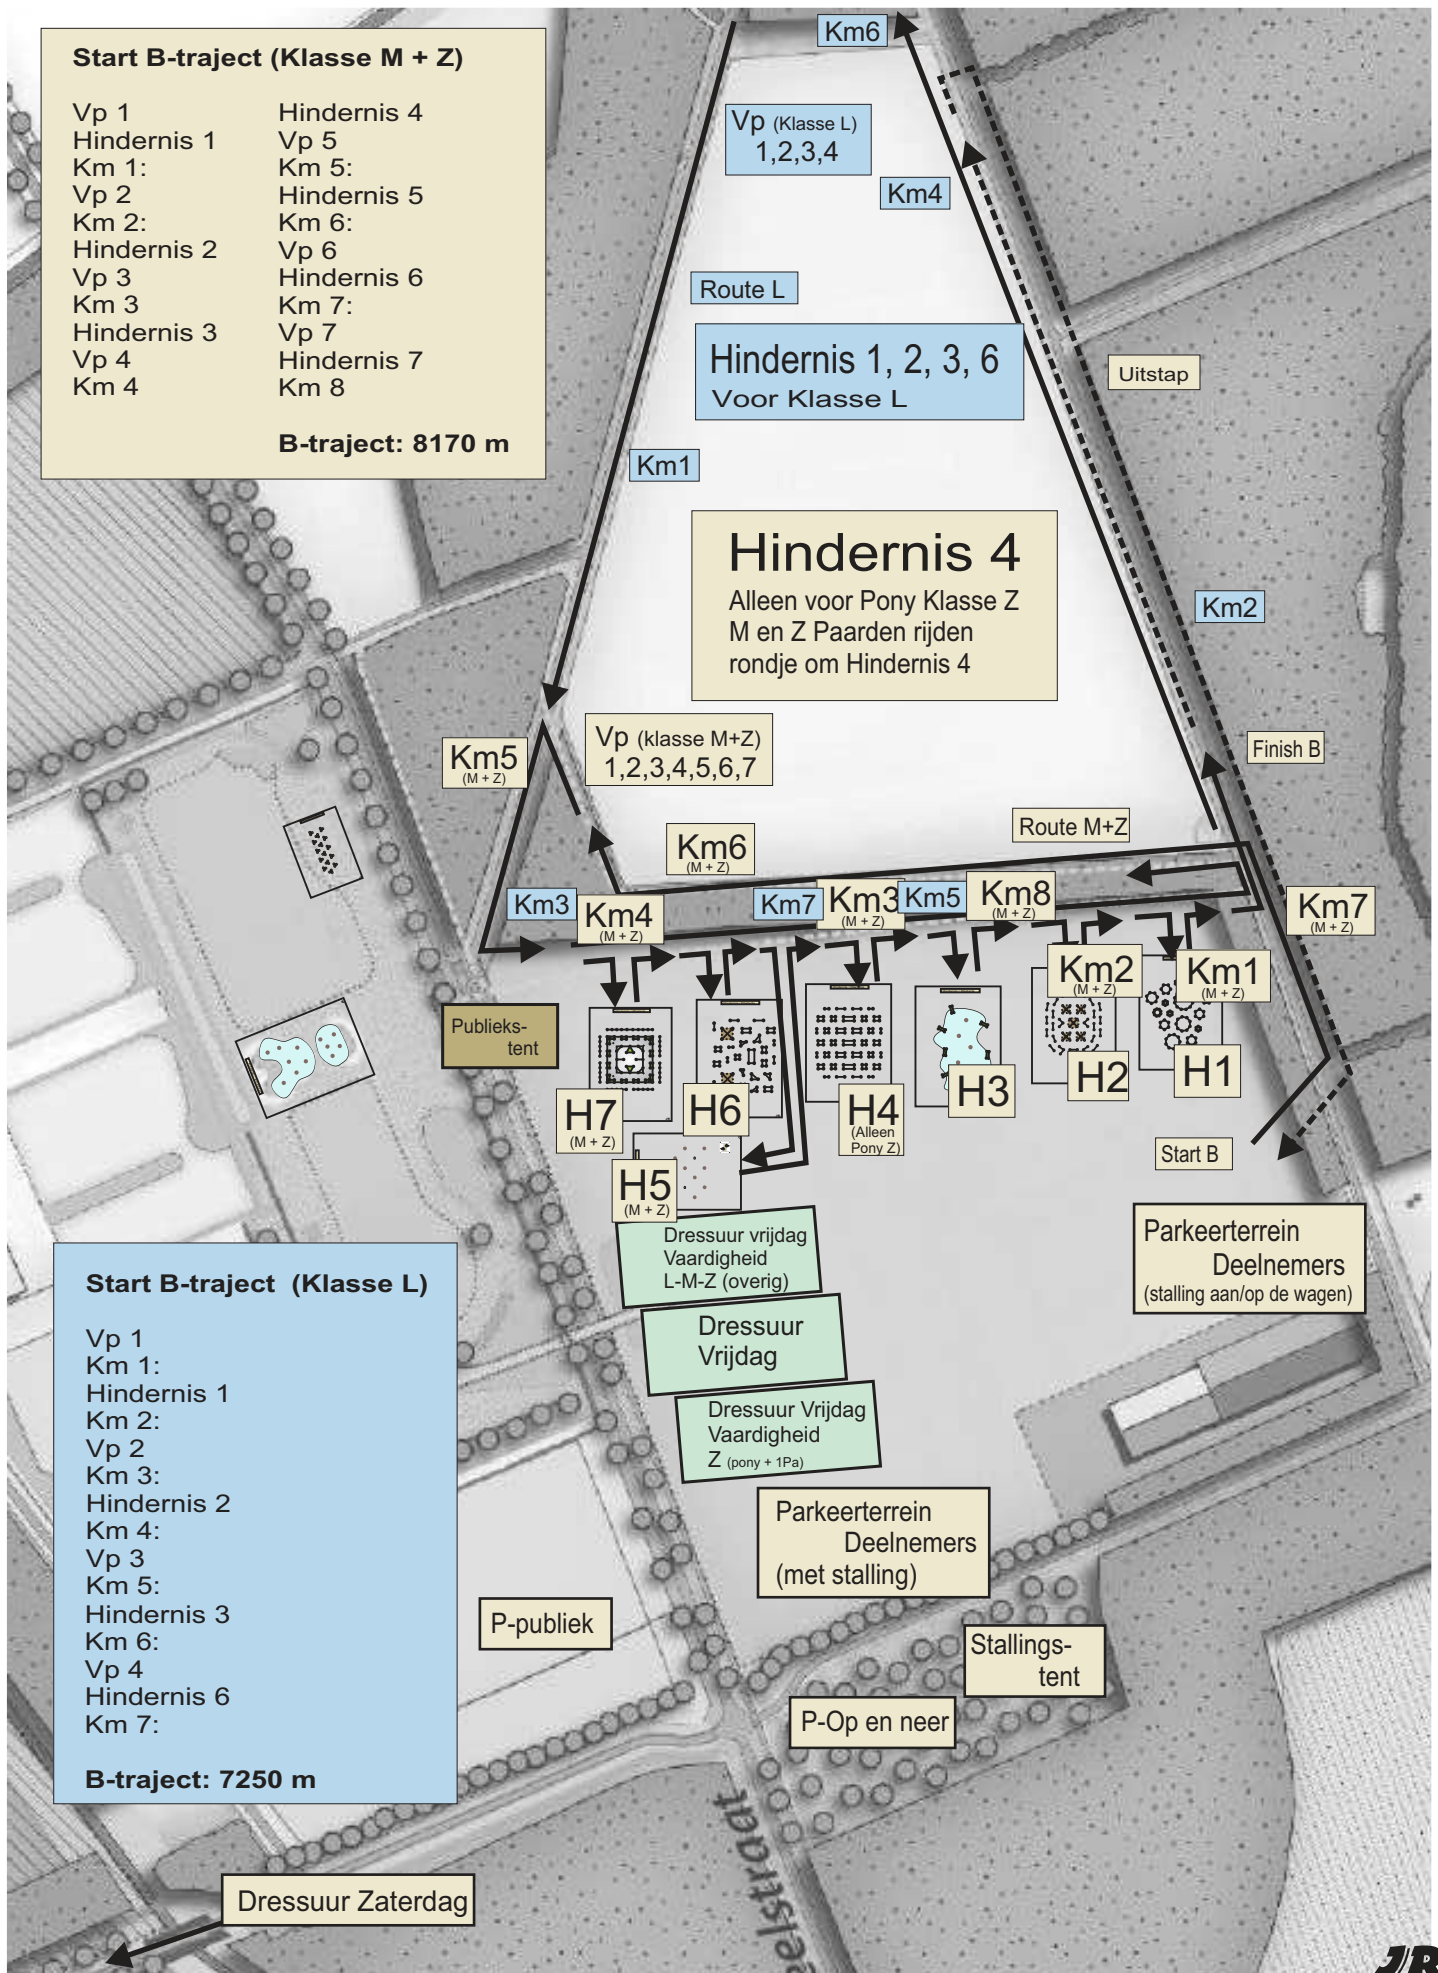 Start B-traject (Klasse M + Z)
Vp 1
Hindernis 1
Km 1:
Vp 2
Km 2:
Hindernis 2
Vp 3
Km 3
Hindernis 3
Vp 4
Km 4
Hindernis 4
Vp 5
Km 5:
Hindernis 5
Km 6:
Vp 6
Hindernis 6
Km 7:
Vp 7
Hindernis 7
Km 8
B-traject: 8170 m
Km6
Vp (Klasse L)
1,2,3,4
Km4
Route L
Hindernis 1, 2, 3, 6
Voor Klasse L
Uitstap
Km1
Hindernis 4
Alleen voor Pony Klasse Z
M en Z Paarden rijden
rondje om Hindernis 4
Km2
Km5
(M + Z)
Vp (klasse M+Z)
1,2,3,4,5,6,7
Finish B
Route M+Z
Km6
(M + Z)
Km3
Km4
(M + Z)
Km7
Km3
(M + Z)
Km5
Km8
(M + Z)
Km7
(M + Z)
Km2
(M + Z)
Km1
(M + Z)
Publieks-
tent
H7
(M + Z)
H6
H4
(Alleen
Pony Z)
H3
H2
H1
Start B
H5
(M + Z)
Dressuur vrijdag
Vaardigheid
L-M-Z (overig)
Dressuur
Vrijdag
Dressuur Vrijdag
Vaardigheid
Z (pony + 1Pa)
Parkeerterrein
Deelnemers
(stalling aan/op de wagen)
Start B-traject (Klasse L)
Vp 1
Km 1:
Hindernis 1
Km 2:
Vp 2
Km 3:
Hindernis 2
Km 4:
Vp 3
Km 5:
Hindernis 3
Km 6:
Vp 4
Hindernis 6
Km 7:
B-traject: 7250 m
Parkeerterrein
Deelnemers
(met stalling)
P-publiek
Stallings-
tent
P-Op en neer
Dressuur Zaterdag